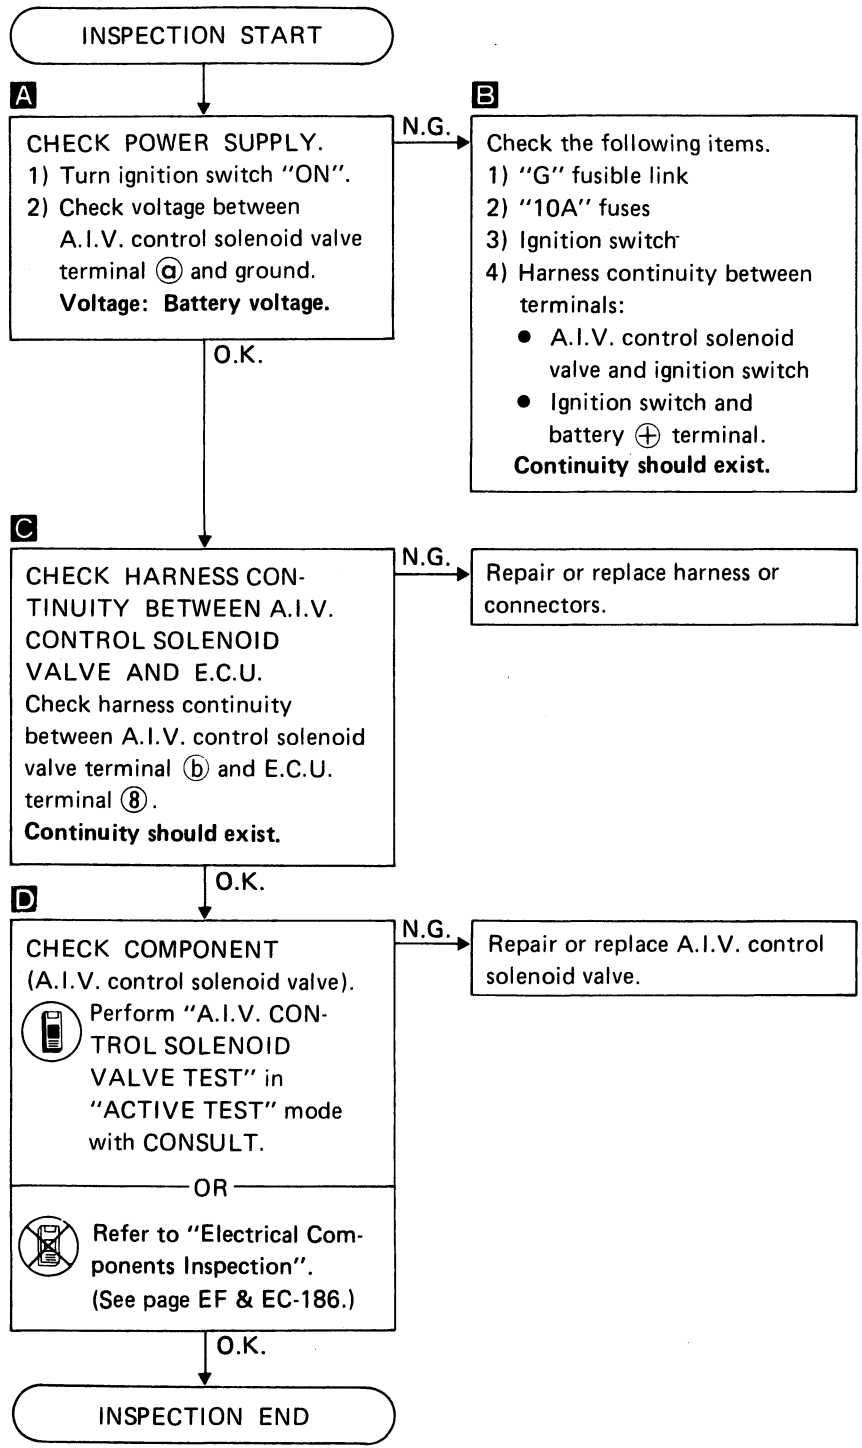 INSPECTION START
A
CHECK POWER SUPPLY.
1) Turn ignition switch "ON".
2) Check voltage between
A.I.V. control solenoid valve
terminal ⓐ and ground.
Voltage: Battery voltage.
N.G.
B
Check the following items.
1) "G" fusible link
2) "10A" fuses
3) Ignition switch
4) Harness continuity between
terminals:
● A.I.V. control solenoid
valve and ignition switch
● Ignition switch and
battery ⊕ terminal.
Continuity should exist.
O.K.
C
CHECK HARNESS CON-
TINUITY BETWEEN A.I.V.
CONTROL SOLENOID
VALVE AND E.C.U.
Check harness continuity
between A.I.V. control solenoid
valve terminal ⓑ and E.C.U.
terminal ⑧.
Continuity should exist.
N.G.
Repair or replace harness or
connectors.
O.K.
D
CHECK COMPONENT
(A.I.V. control solenoid valve).
Perform "A.I.V. CON-
TROL SOLENOID
VALVE TEST" in
"ACTIVE TEST" mode
with CONSULT.
OR
Refer to "Electrical Com-
ponents Inspection".
(See page EF & EC-186.)
N.G.
Repair or replace A.I.V. control
solenoid valve.
O.K.
INSPECTION END